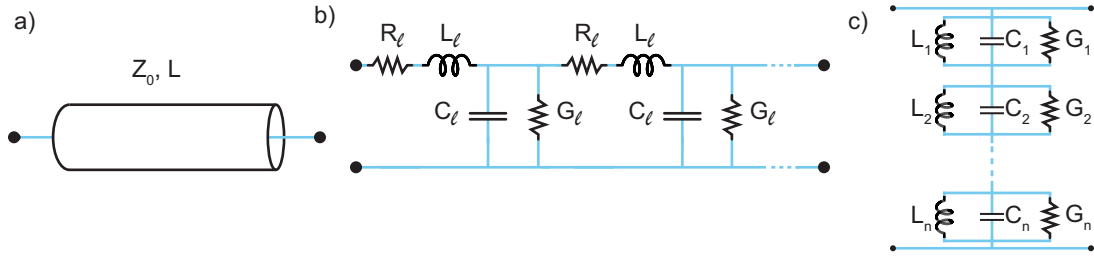 a)
Z₀, L
b)
Rℓ Lℓ Rℓ Lℓ
Cℓ Gℓ Cℓ Gℓ
c)
L₁ C₁ G₁
L₂ C₂ G₂
Lₙ Cₙ Gₙ